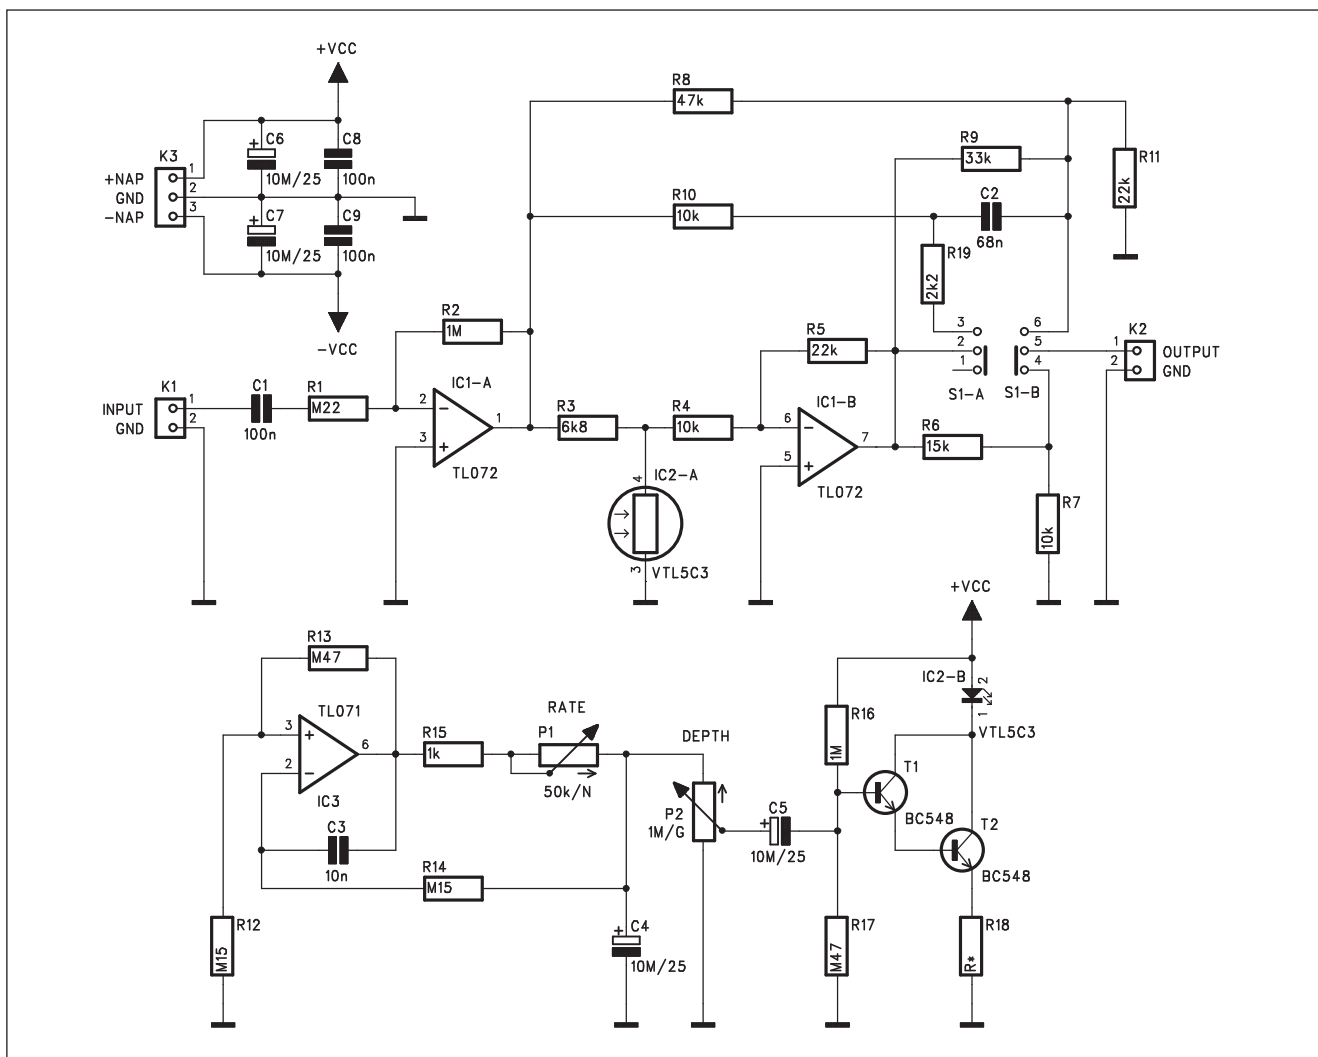 +VCC
R8
47k
C6
+
10M/25
C8
100n
K3
+NAP
GND
-NAP
1
2
3
C7
+
10M/25
C9
100n
-VCC
R9
33k
R11
22k
R10
10k
C2
68n
R19
2k2
R2
1M
R5
22k
3
2
1
S1-A
6
5
4
S1-B
K2
1
2
OUTPUT
GND
K1
INPUT
GND
1
2
C1
100n
R1
M22
IC1-A
2
3
-
+
1
TL072
R3
6k8
R4
10k
IC1-B
6
5
-
+
7
TL072
R6
15k
R7
10k
IC2-A
4
3
VTL5C3
R13
M47
TL071
3
2
+
-
6
IC3
C3
10n
R12
M15
R14
M15
R15
1k
RATE
P1
50k/N
DEPTH
P2
1M/G
C4
+
10M/25
C5
+
10M/25
+VCC
R16
1M
IC2-B
2
1
VTL5C3
T1
BC548
T2
BC548
R17
M47
R18
R*